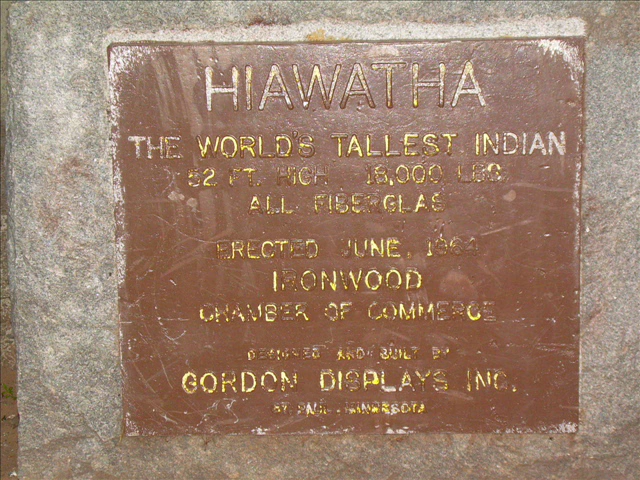 HIAWATHA
THE WORLD'S TALLEST INDIAN
52 FT. HIGH, 18,000 LBS.
ALL FIBERGLAS
ERECTED JUNE, 1964
IRONWOOD
CHAMBER OF COMMERCE
DESIGNED AND BUILT BY
GORDON DISPLAYS INC.
ST PAUL, MINNESOTA